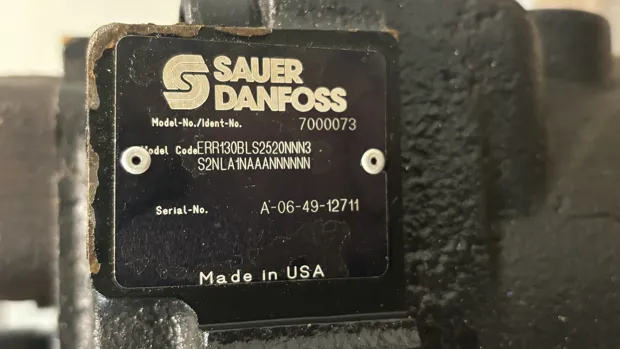 SAUER
DANFOSS
Model-No./Ident-No. 7000073
Model Code ERR130BLS2520NNN3
S2NLA1NAAANNNNNN
Serial-No. A-06-49-12711
Made in USA